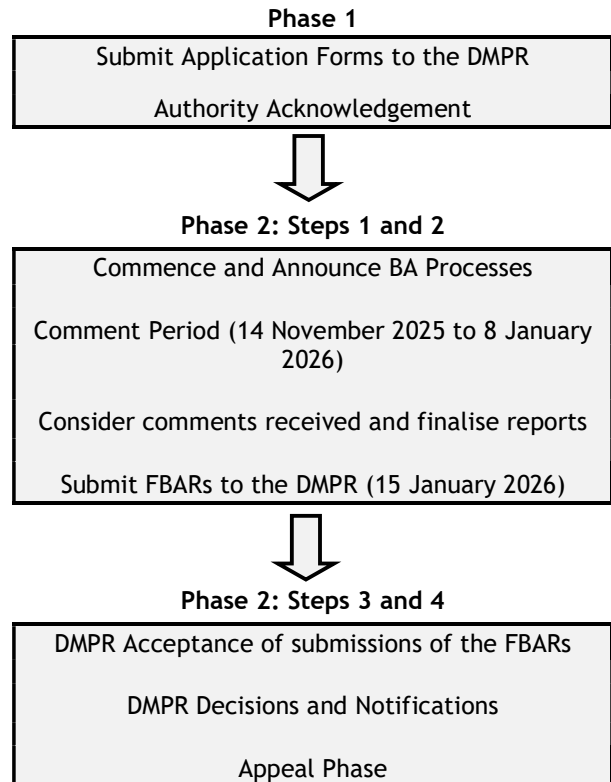 Phase 1
Submit Application Forms to the DMPR
Authority Acknowledgement
Phase 2: Steps 1 and 2
Commence and Announce BA Processes
Comment Period (14 November 2025 to 8 January
2026)
Consider comments received and finalise reports
Submit FBARs to the DMPR (15 January 2026)
Phase 2: Steps 3 and 4
DMPR Acceptance of submissions of the FBARs
DMPR Decisions and Notifications
Appeal Phase